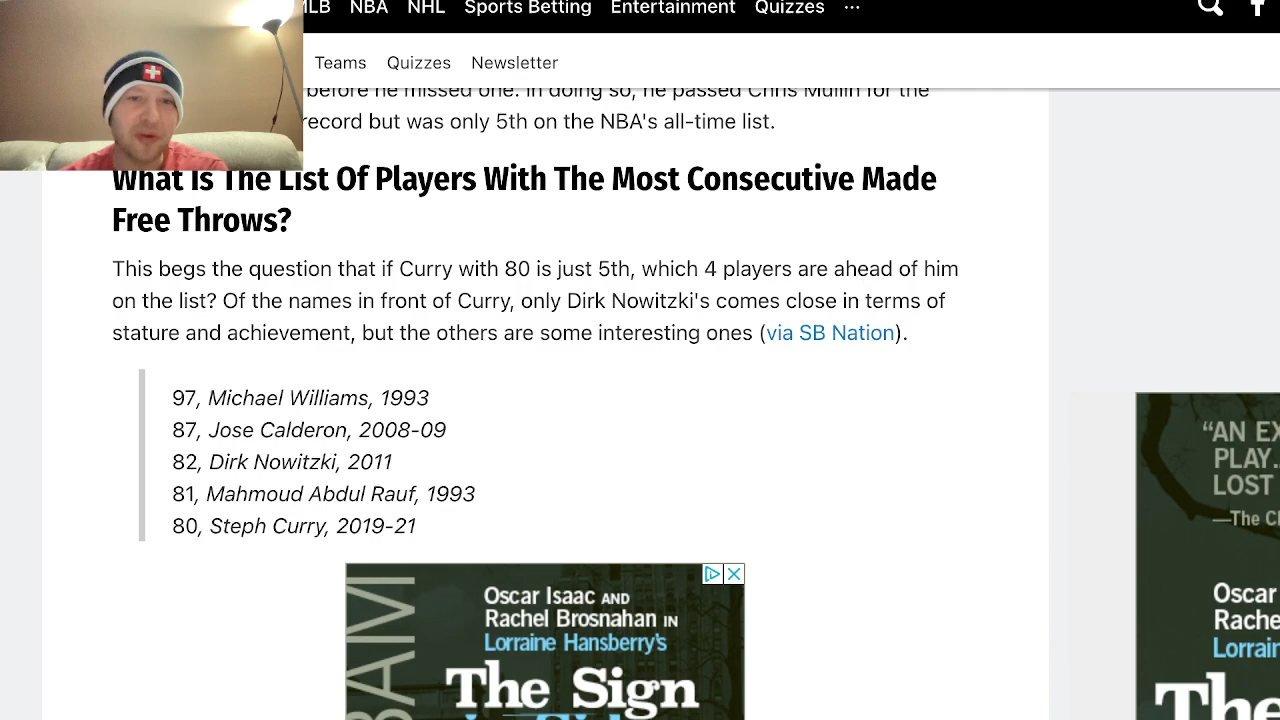 MLB NBA NHL Sports Betting Entertainment Quizzes ...
Teams Quizzes Newsletter
before he missed one. In doing so, he passed Chris Mullin for the
record but was only 5th on the NBA's all-time list.
What Is The List Of Players With The Most Consecutive Made
Free Throws?
This begs the question that if Curry with 80 is just 5th, which 4 players are ahead of him
on the list? Of the names in front of Curry, only Dirk Nowitzki's comes close in terms of
stature and achievement, but the others are some interesting ones (via SB Nation).
97, Michael Williams, 1993
87, Jose Calderon, 2008-09
82, Dirk Nowitzki, 2011
81, Mahmoud Abdul Rauf, 1993
80, Steph Curry, 2019-21
Oscar Isaac AND
Rachel Brosnahan IN
Lorraine Hansberry's
The Sign
BAM
"AN
PLAY...
LOST
—The
Oscar